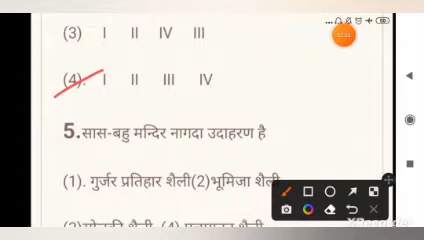 (3) I II IV III
(4). I II III IV
5.सास-बहु मन्दिर नागदा उदाहरण है
(1). गुर्जर प्रतिहार शैली(2)भूमिजा शैली